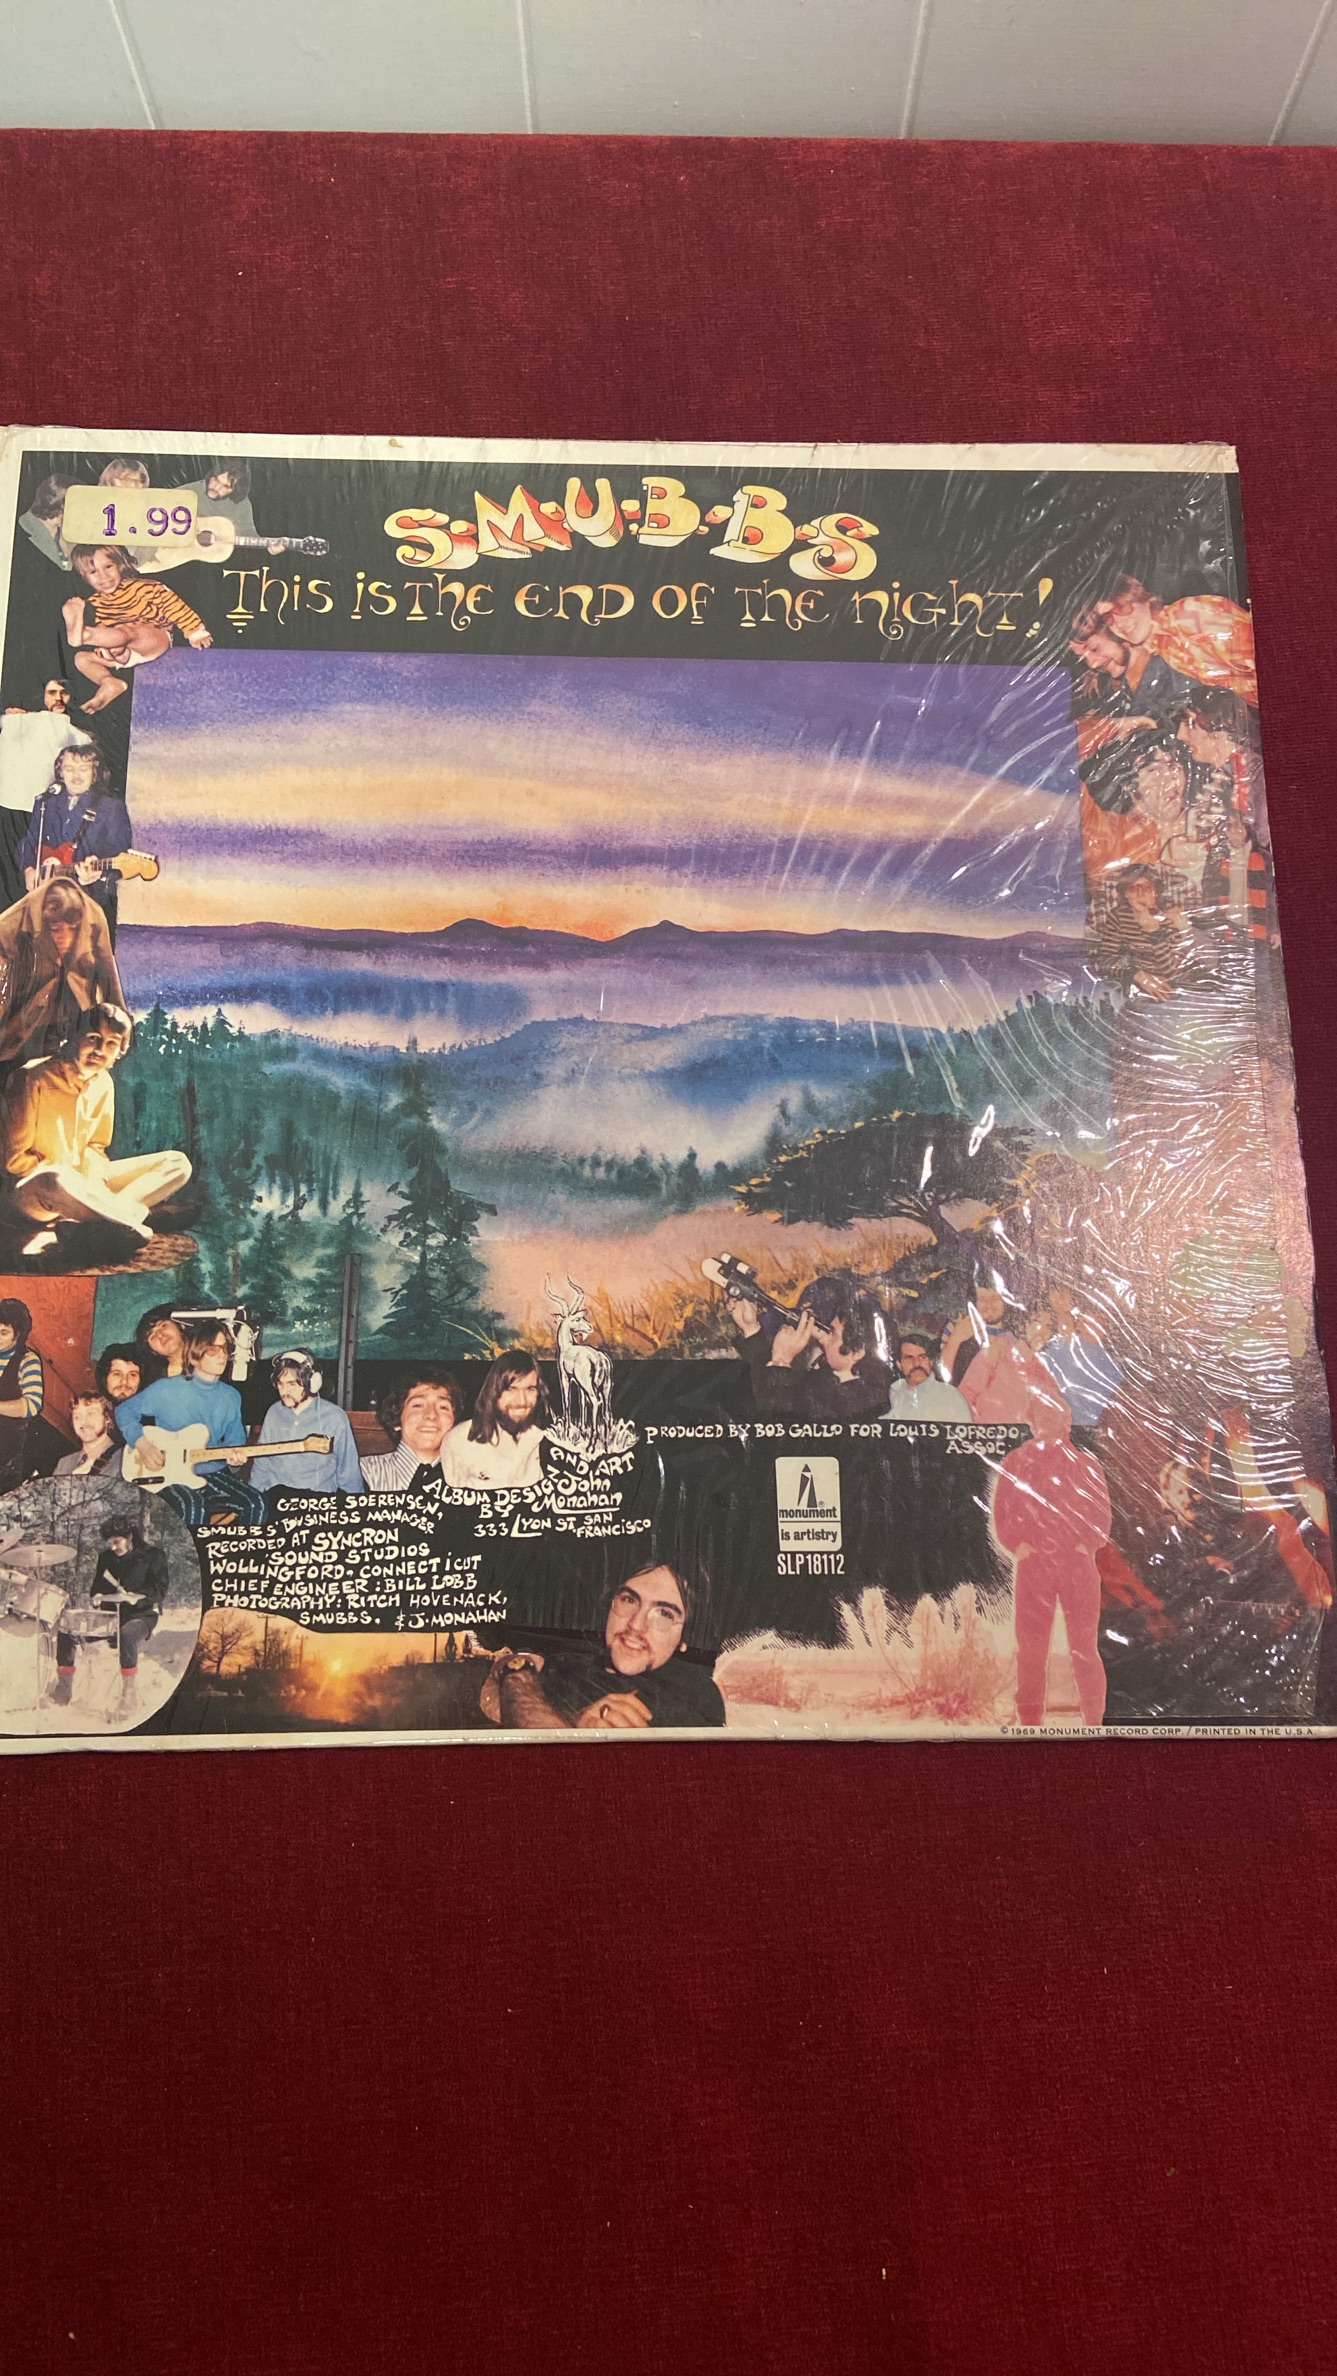 1.99
S·M·U·B·B·S
This is the end of the night!
PRODUCED BY BOB GALLO FOR LOUIS LOFREDO
ASSOC.
ALBUM DESIGN
AND ART
BY John
Monahan
333 LYON ST. SAN
FRANCISCO
monument
is artistry
SLP 18112
GEORGE SOERENSEN,
SMUBBS' BUSINESS MANAGER
RECORDED AT SYNCRON
SOUND STUDIOS
WOLLINGFORD, CONNECTICUT
CHIEF ENGINEER: BILL LOBB
PHOTOGRAPHY: RITCH HOVENACK,
SMUBBS, & J. MONAHAN
© 1969 MONUMENT RECORD CORP. / PRINTED IN THE U.S.A.